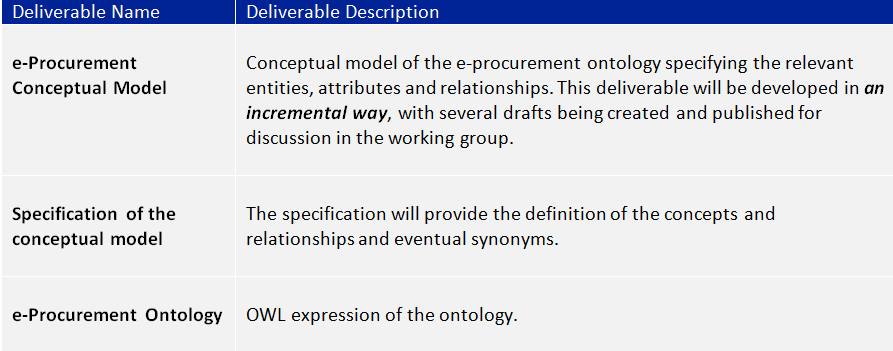 Deliverable Name Deliverable Description
e-Procurement
Conceptual Model
Conceptual model of the e-procurement ontology specifying the relevant
entities, attributes and relationships. This deliverable will be developed in an
incremental way, with several drafts being created and published for
discussion in the working group.
Specification of the
conceptual model
The specification will provide the definition of the concepts and
relationships and eventual synonyms.
e-Procurement Ontology
OWL expression of the ontology.